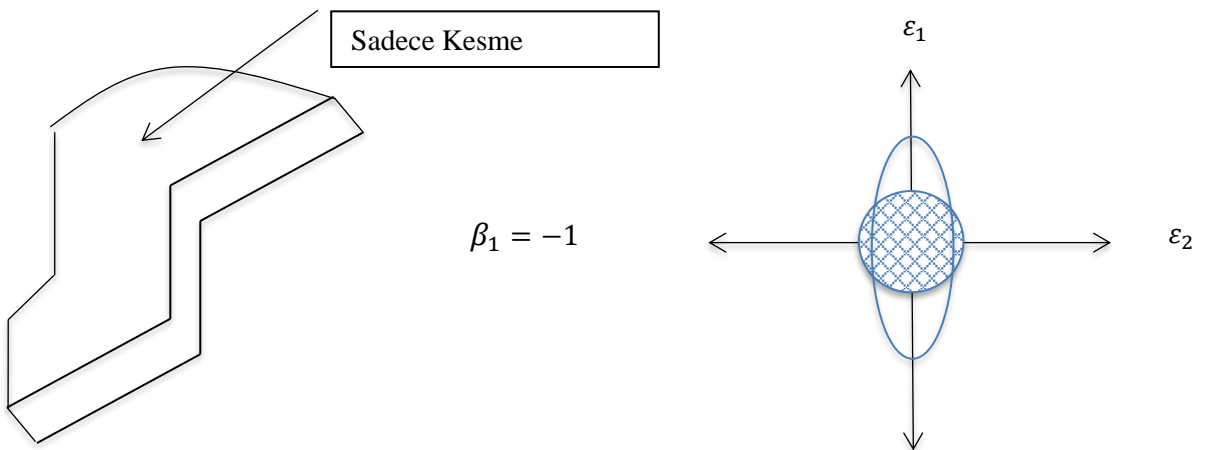 Sadece Kesme
𝜀₁
𝛽₁ = −1
𝜀₂